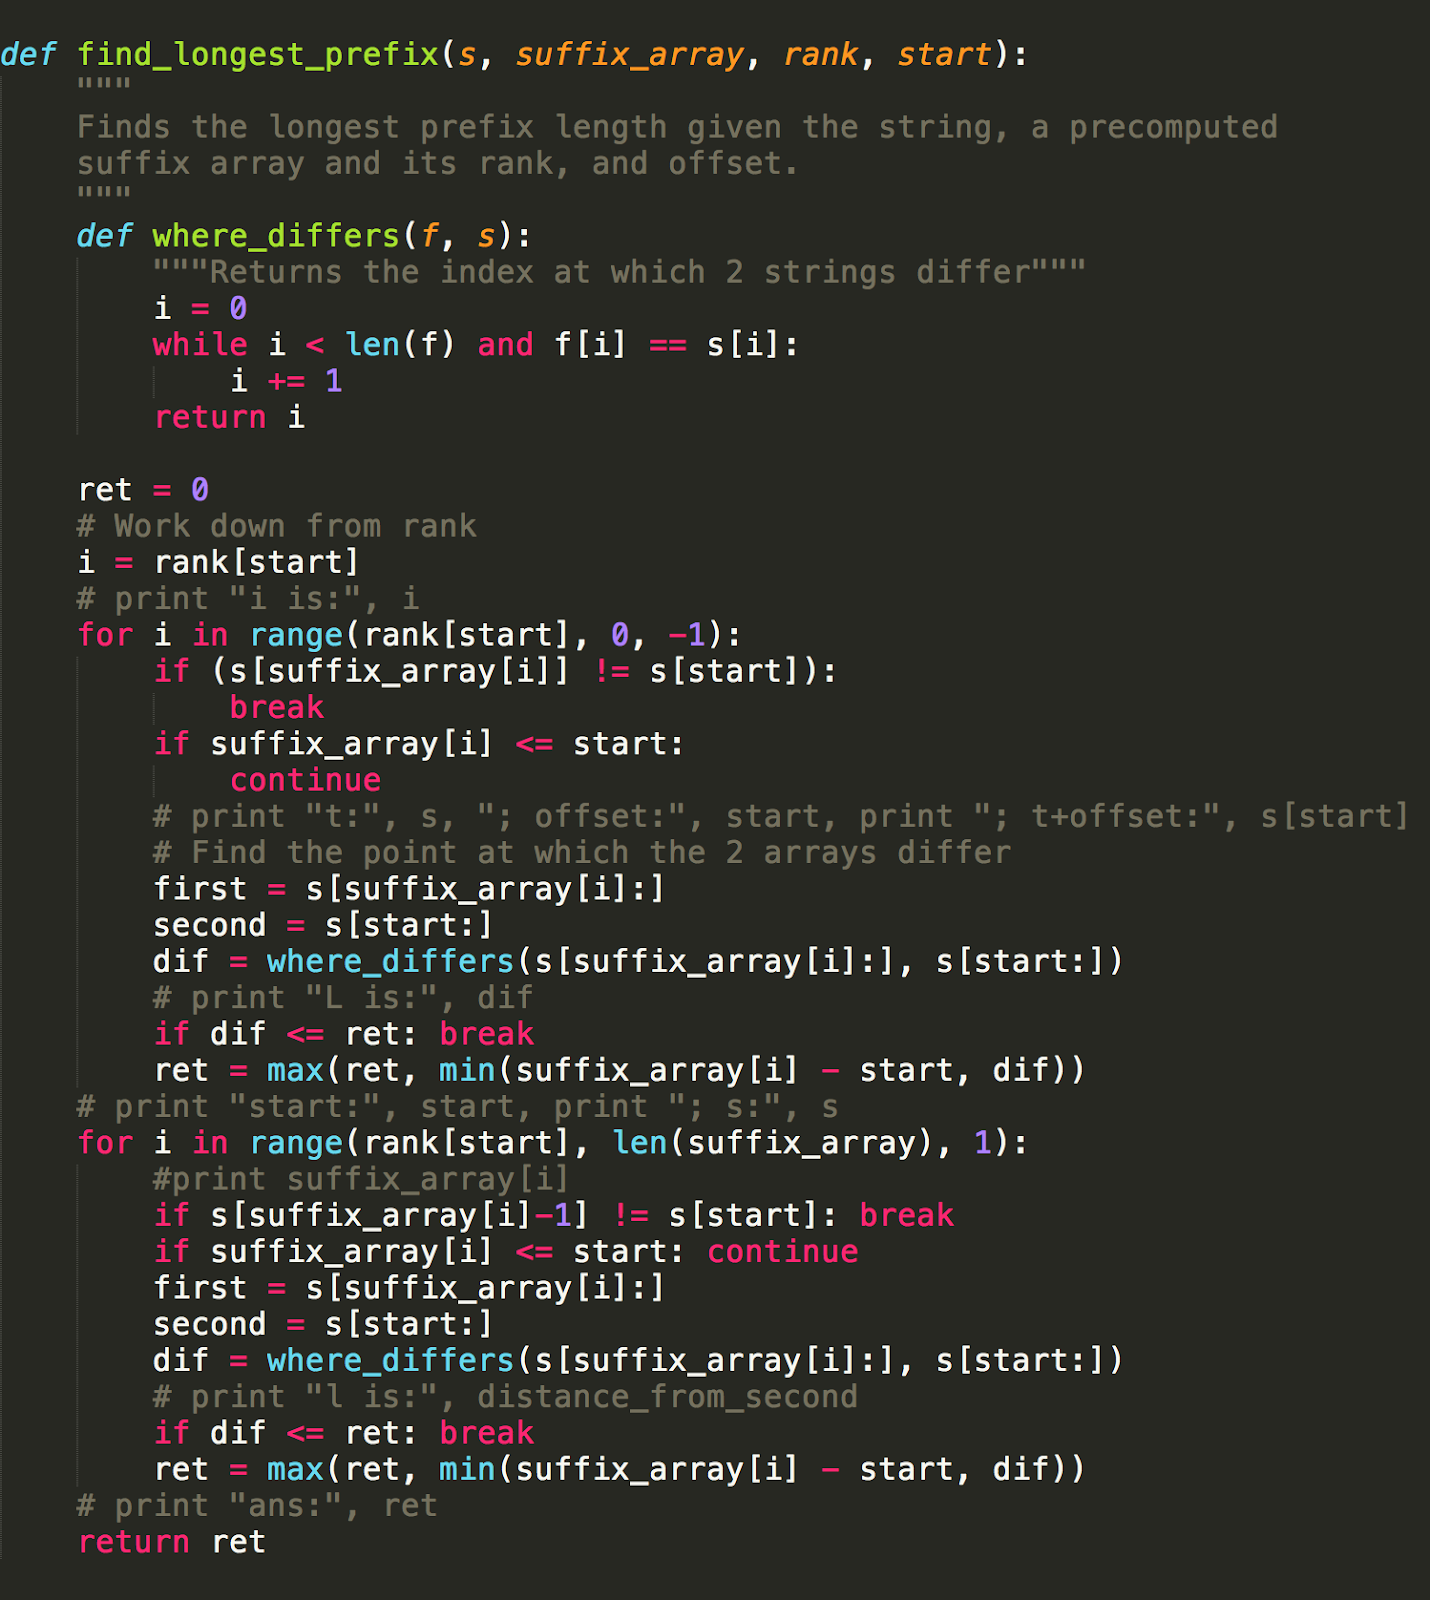 def find_longest_prefix(s, suffix_array, rank, start):
    """
    Finds the longest prefix length given the string, a precomputed
    suffix array and its rank, and offset.
    """
    def where_differs(f, s):
        """Returns the index at which 2 strings differ"""
        i = 0
        while i < len(f) and f[i] == s[i]:
            i += 1
        return i

    ret = 0
    # Work down from rank
    i = rank[start]
    # print "i is:", i
    for i in range(rank[start], 0, -1):
        if (s[suffix_array[i]] != s[start]):
            break
        if suffix_array[i] <= start:
            continue
        # print "t:", s, "; offset:", start, print "; t+offset:", s[start]
        # Find the point at which the 2 arrays differ
        first = s[suffix_array[i]:]
        second = s[start:]
        dif = where_differs(s[suffix_array[i]:], s[start:])
        # print "L is:", dif
        if dif <= ret: break
        ret = max(ret, min(suffix_array[i] - start, dif))
    # print "start:", start, print "; s:", s
    for i in range(rank[start], len(suffix_array), 1):
        #print suffix_array[i]
        if s[suffix_array[i]-1] != s[start]: break
        if suffix_array[i] <= start: continue
        first = s[suffix_array[i]:]
        second = s[start:]
        dif = where_differs(s[suffix_array[i]:], s[start:])
        # print "l is:", distance_from_second
        if dif <= ret: break
        ret = max(ret, min(suffix_array[i] - start, dif))
    # print "ans:", ret
    return ret